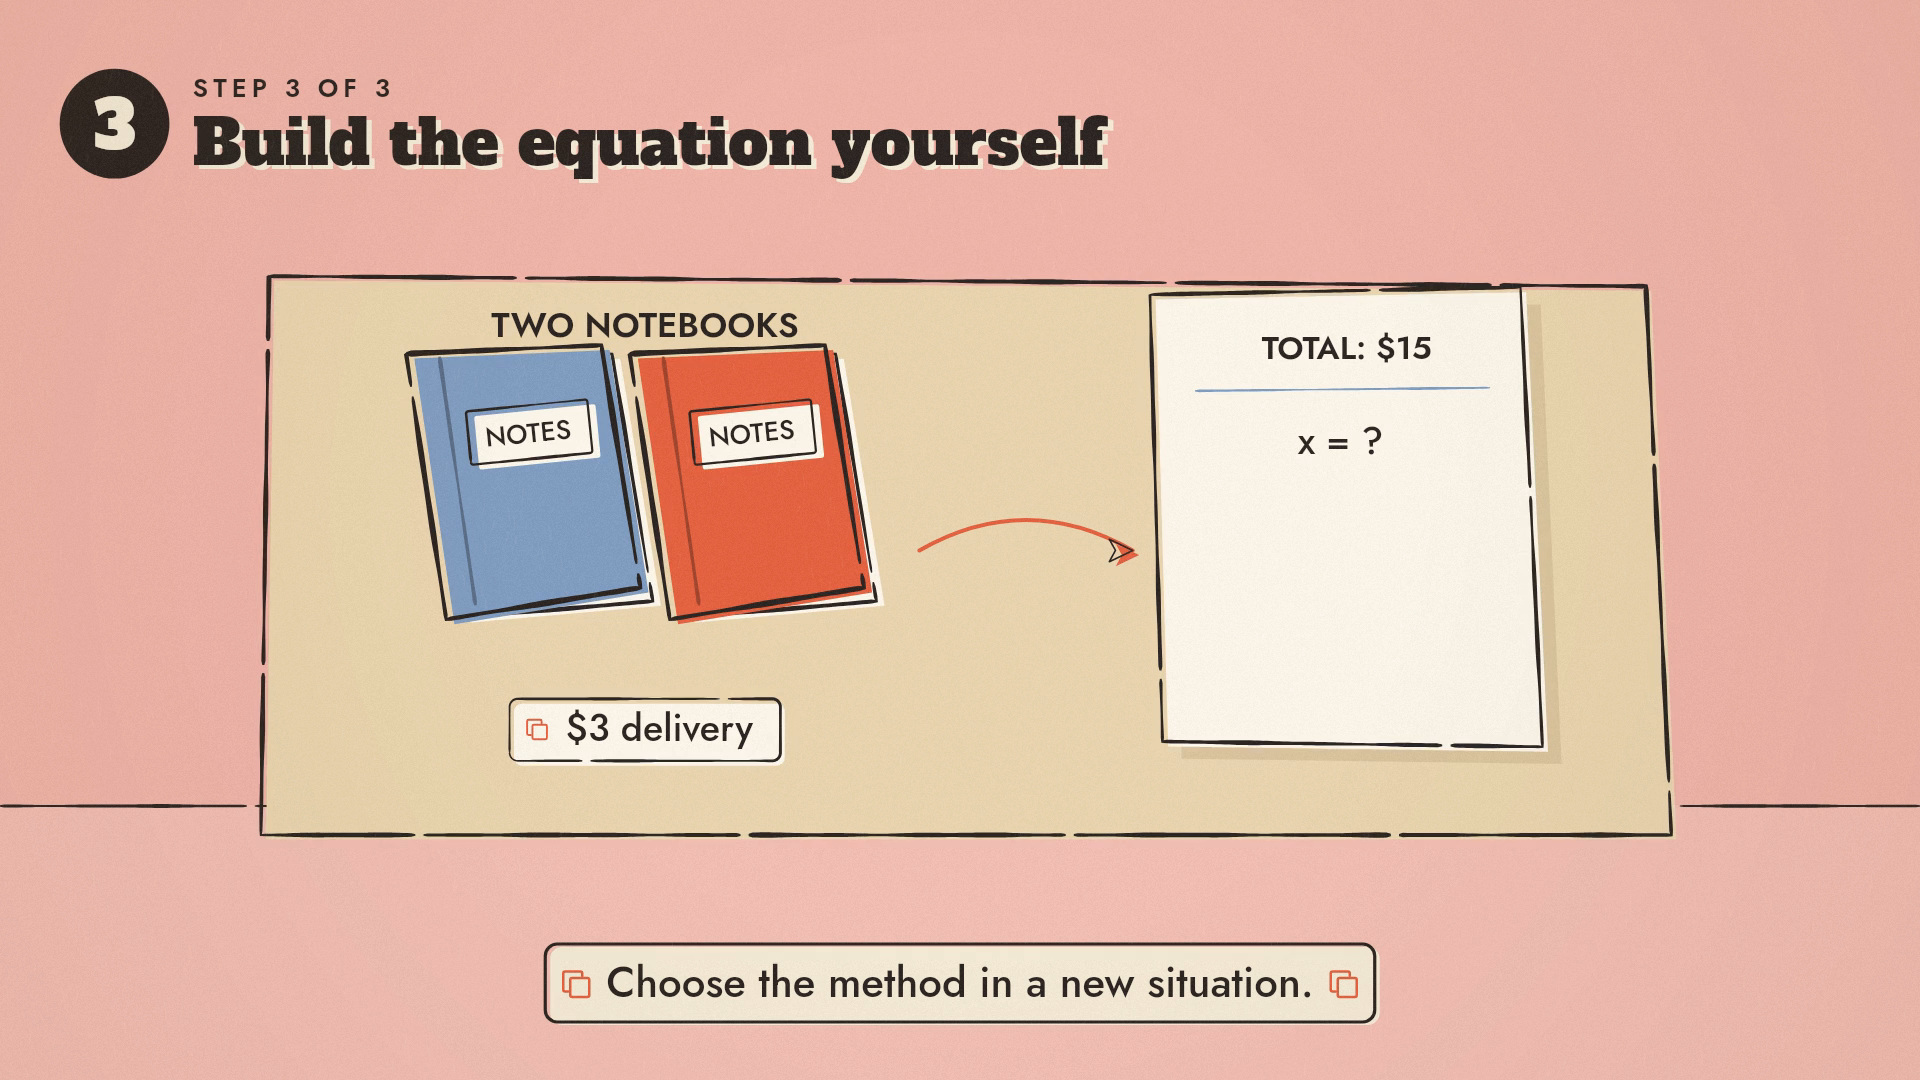 3
STEP 3 OF 3
Build the equation yourself
TWO NOTEBOOKS
NOTES
NOTES
$3 delivery
TOTAL: $15
x = ?
Choose the method in a new situation.